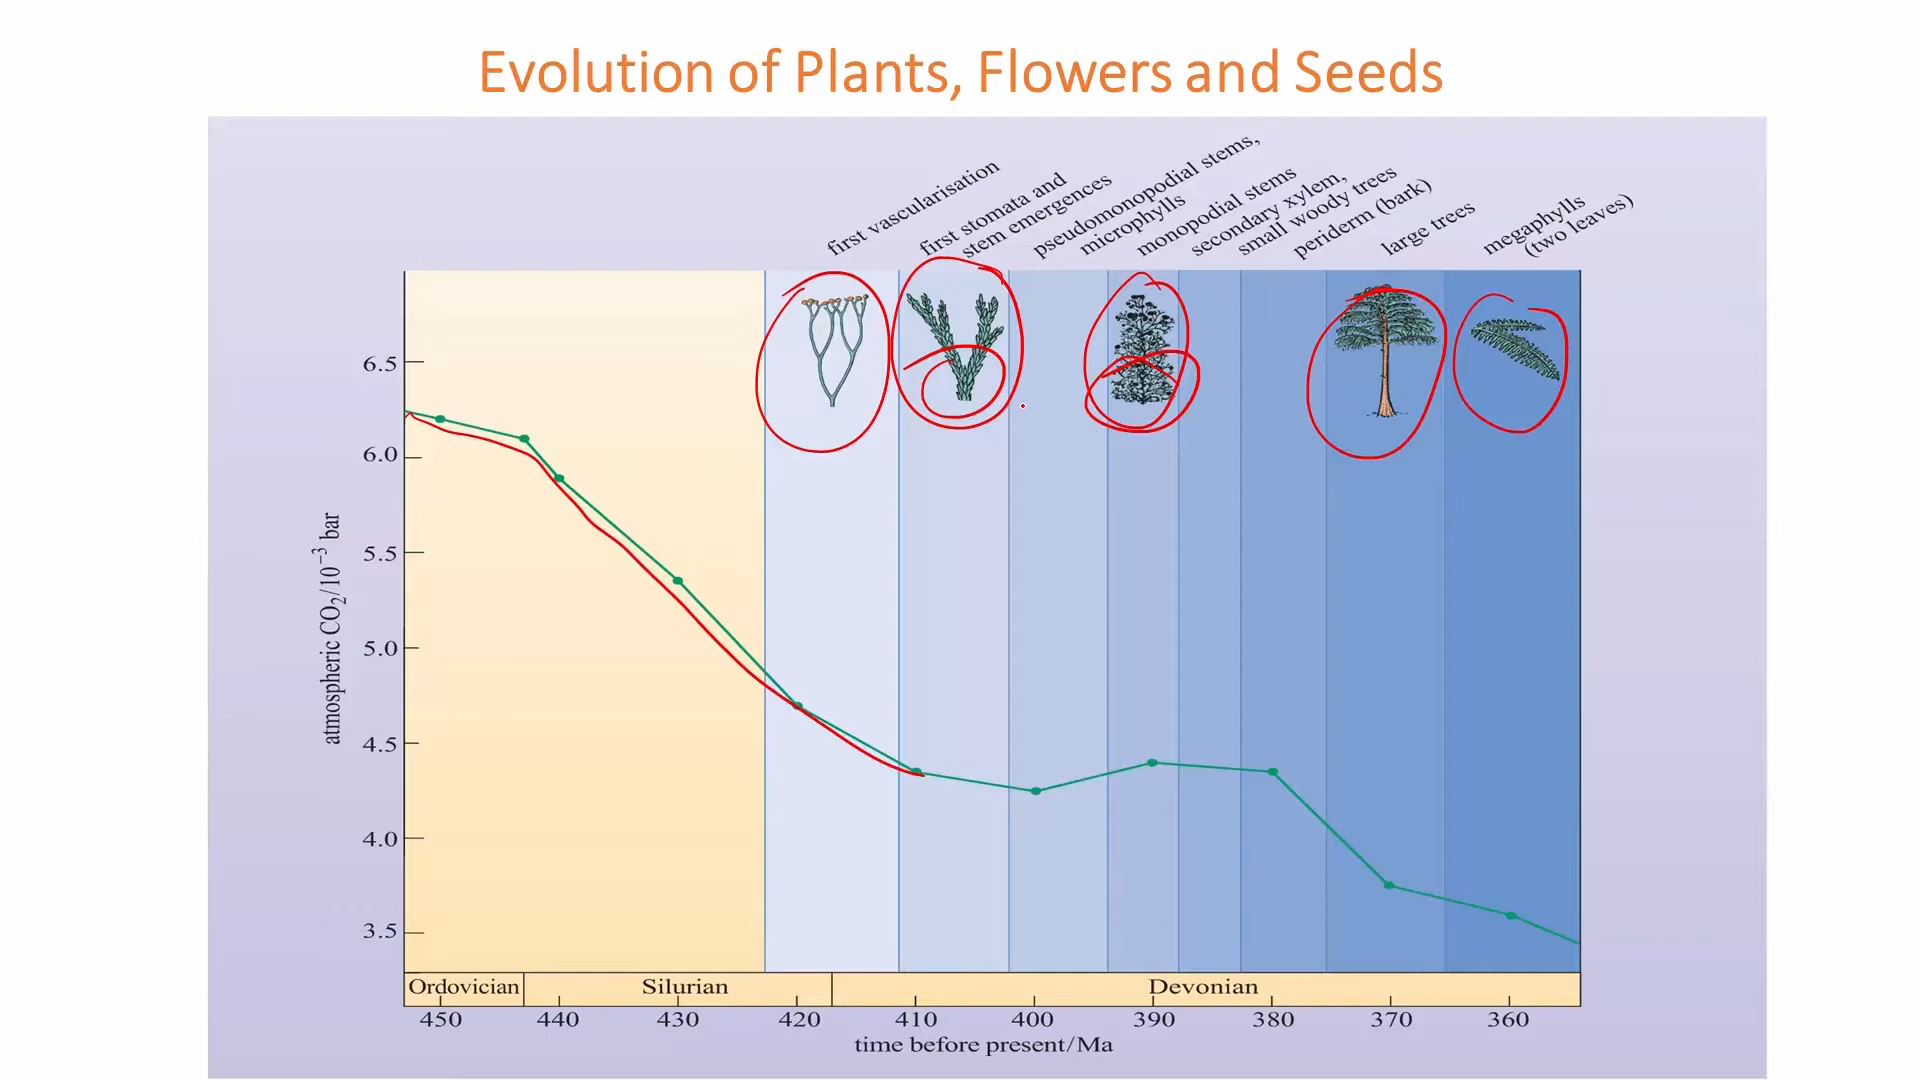 Evolution of Plants, Flowers and Seeds
first vascularisation
first stomata and
stem emergences
pseudomonopodial stems,
microphylls
monopodial stems
secondary xylem,
small woody trees
periderm (bark)
large trees
megaphylls
(two leaves)
atmospheric CO₂/10⁻³ bar
6.5
6.0
5.5
5.0
4.5
4.0
3.5
Ordovician Silurian Devonian
450 440 430 420 410 400 390 380 370 360
time before present/Ma